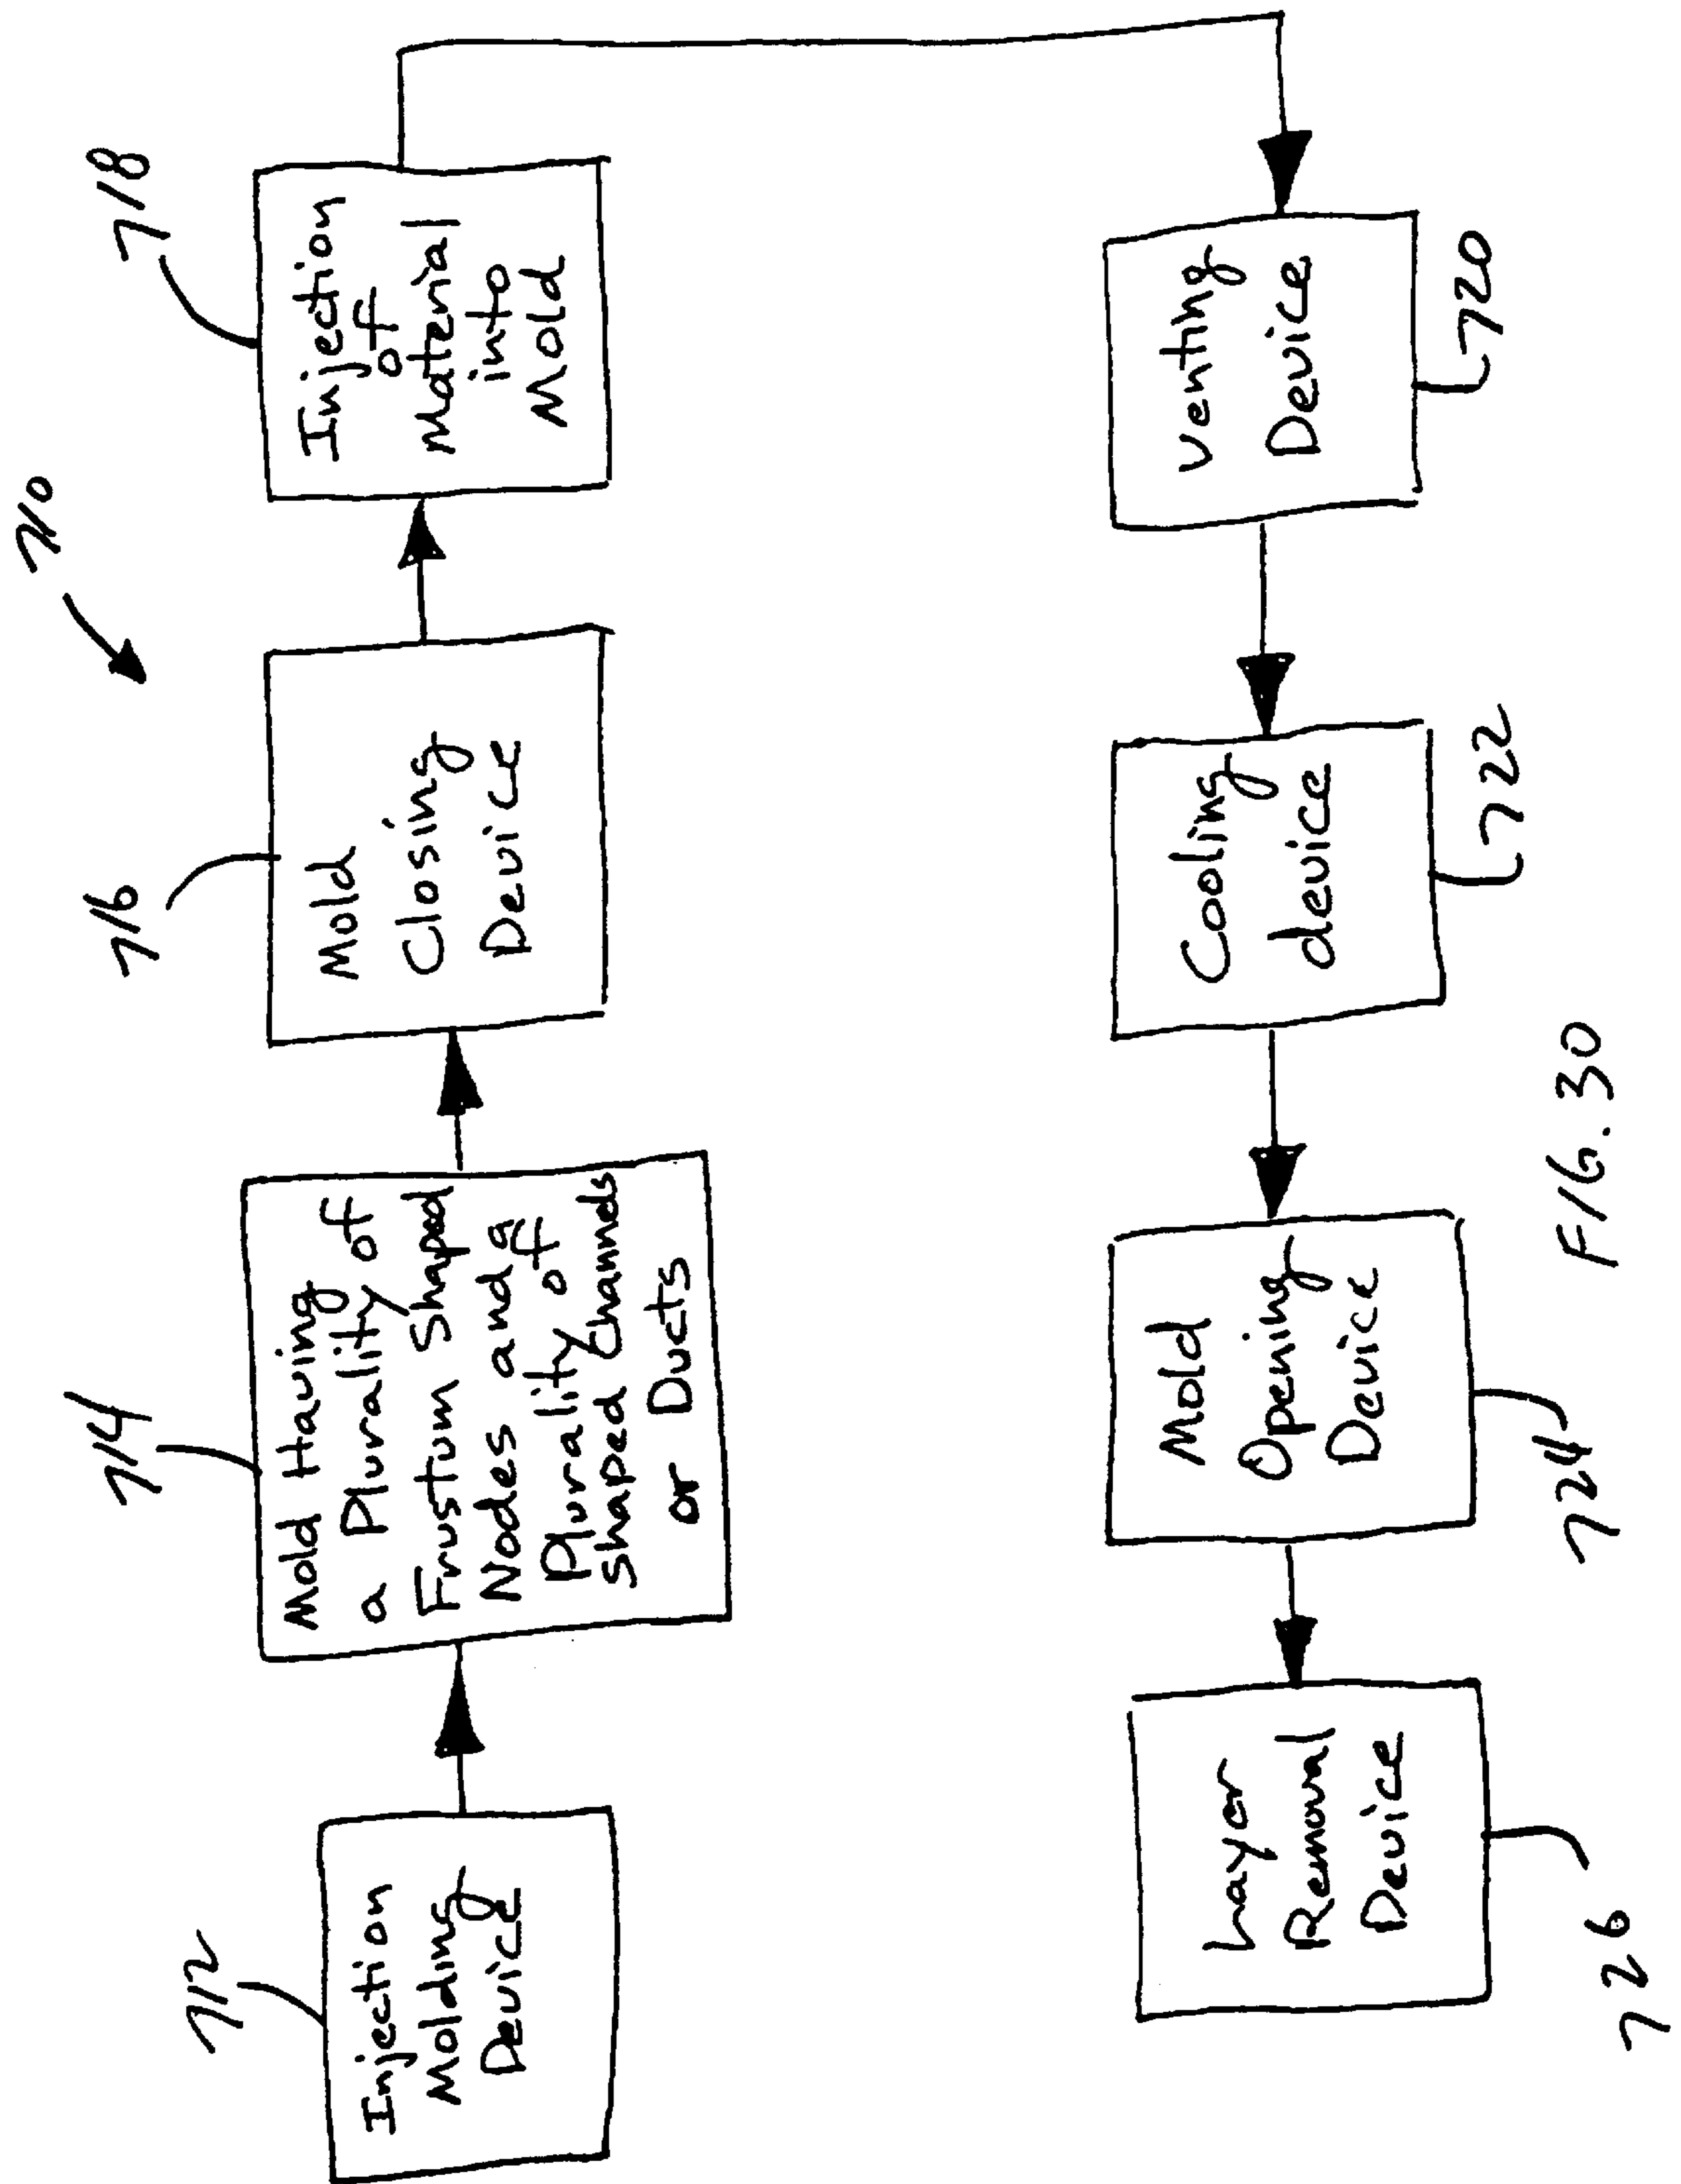 710
712
Injection
Molding
Device
714
Mold Having
a Plurality of
Frustum Shaped
Nodes and a
Plurality of
Shaped Channels
or Ducts
716
Mold
Closing
Device
718
Injection
of
Material
into
Mold
Venting
Device
720
Cooling
device
722
Mold
Opening
Device
724
Layer
Removal
Device
726
FIG. 30